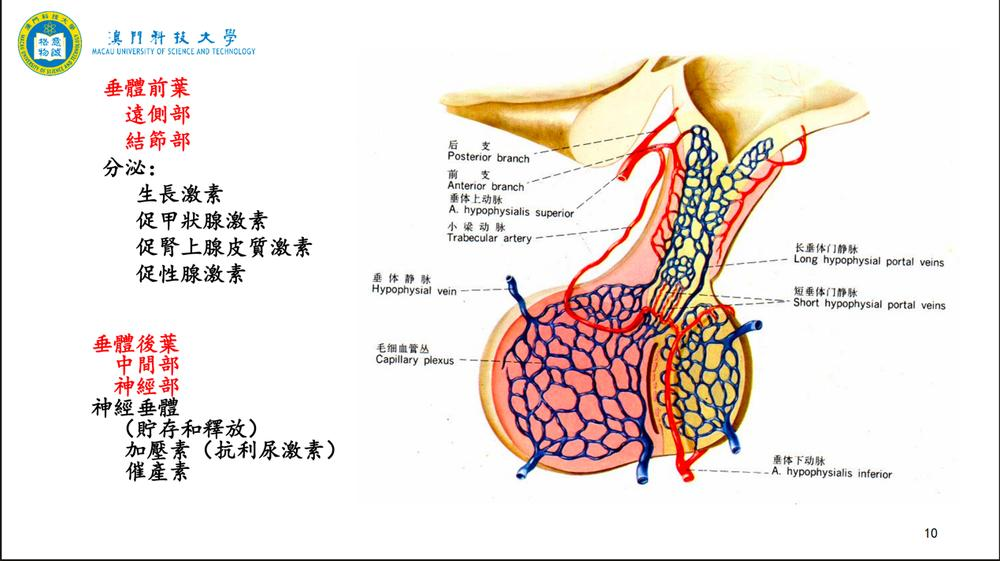 澳門科技大學
MACAU UNIVERSITY OF SCIENCE AND TECHNOLOGY
垂體前葉
遠側部
結節部
分泌：
生長激素
促甲狀腺激素
促腎上腺皮質激素
促性腺激素
垂體後葉
中間部
神經部
神經垂體
（貯存和釋放）
加壓素（抗利尿激素）
催產素
后 支
Posterior branch
前 支
Anterior branch
垂体上动脉
A. hypophysialis superior
小 梁 动 脉
Trabecular artery
垂 体 静 脉
Hypophysial vein
毛细血管丛
Capillary plexus
长垂体门静脉
Long hypophysial portal veins
短垂体门静脉
Short hypophysial portal veins
垂体下动脉
A. hypophysialis inferior
10